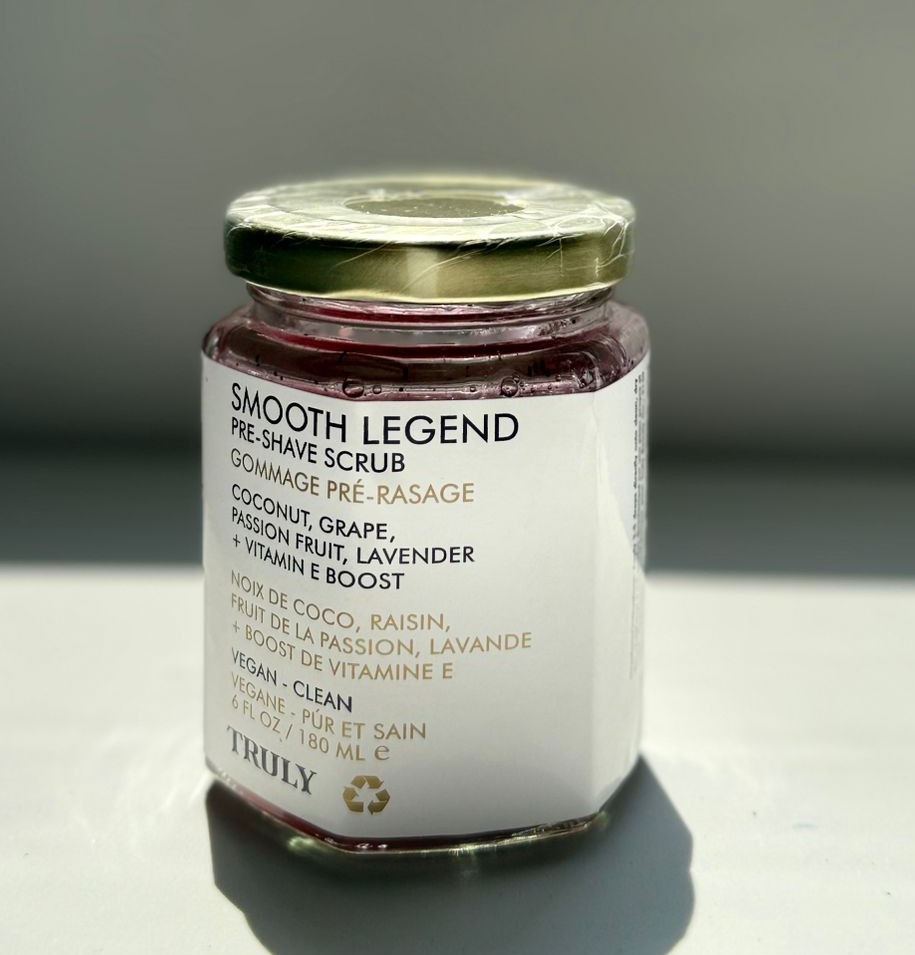 SMOOTH LEGEND
PRE-SHAVE SCRUB
GOMMAGE PRÉ-RASAGE
COCONUT, GRAPE,
PASSION FRUIT, LAVENDER
+ VITAMIN E BOOST
NOIX DE COCO, RAISIN,
FRUIT DE LA PASSION, LAVANDE
+ BOOST DE VITAMINE E
VEGAN - CLEAN
VEGANE - PÚR ET SAIN
6 FL OZ / 180 ML e
TRULY